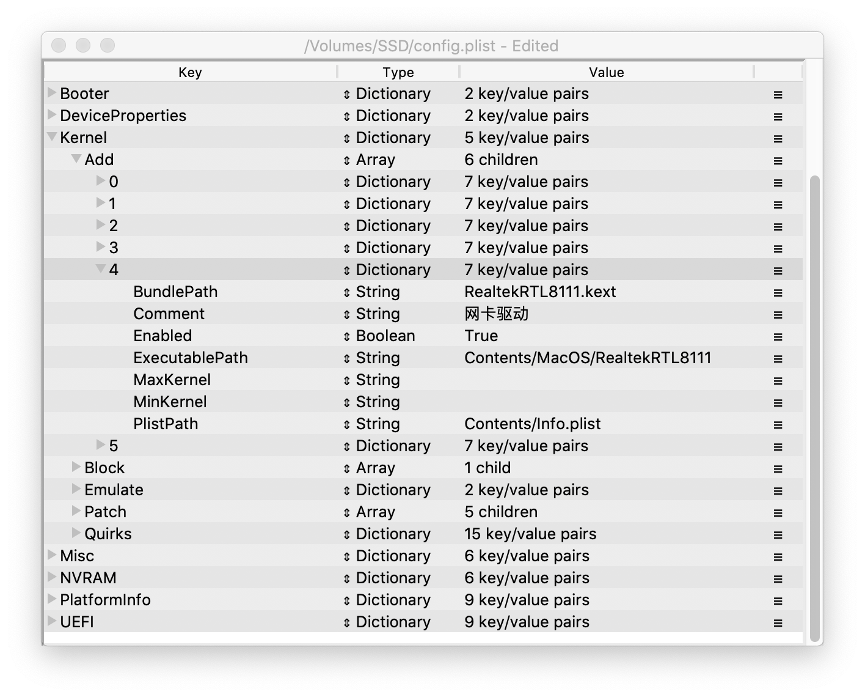 /Volumes/SSD/config.plist - Edited
Key Type Value
Booter Dictionary 2 key/value pairs
DeviceProperties Dictionary 2 key/value pairs
Kernel Dictionary 5 key/value pairs
Add Array 6 children
0 Dictionary 7 key/value pairs
1 Dictionary 7 key/value pairs
2 Dictionary 7 key/value pairs
3 Dictionary 7 key/value pairs
4 Dictionary 7 key/value pairs
BundlePath String RealtekRTL8111.kext
Comment String 网卡驱动
Enabled Boolean True
ExecutablePath String Contents/MacOS/RealtekRTL8111
MaxKernel String
MinKernel String
PlistPath String Contents/Info.plist
5 Dictionary 7 key/value pairs
Block Array 1 child
Emulate Dictionary 2 key/value pairs
Patch Array 5 children
Quirks Dictionary 15 key/value pairs
Misc Dictionary 6 key/value pairs
NVRAM Dictionary 6 key/value pairs
PlatformInfo Dictionary 9 key/value pairs
UEFI Dictionary 9 key/value pairs